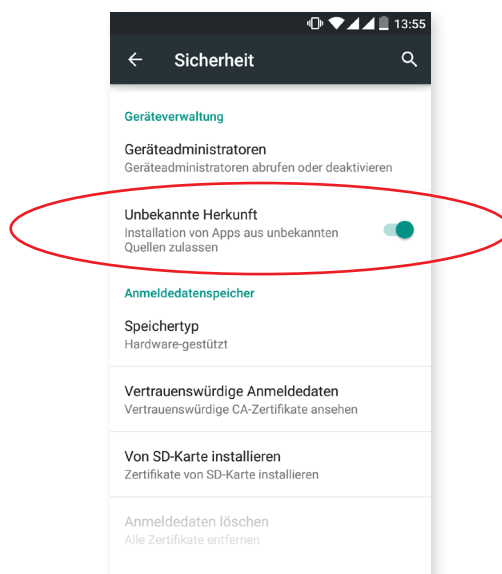 13:55
Sicherheit
Geräteverwaltung
Geräteadministratoren
Geräteadministratoren abrufen oder deaktivieren
Unbekannte Herkunft
Installation von Apps aus unbekannten
Quellen zulassen
Anmeldedatenspeicher
Speichertyp
Hardware-gestützt
Vertrauenswürdige Anmeldedaten
Vertrauenswürdige CA-Zertifikate ansehen
Von SD-Karte installieren
Zertifikate von SD-Karte installieren
Anmeldedaten löschen
Alle Zertifikate entfernen